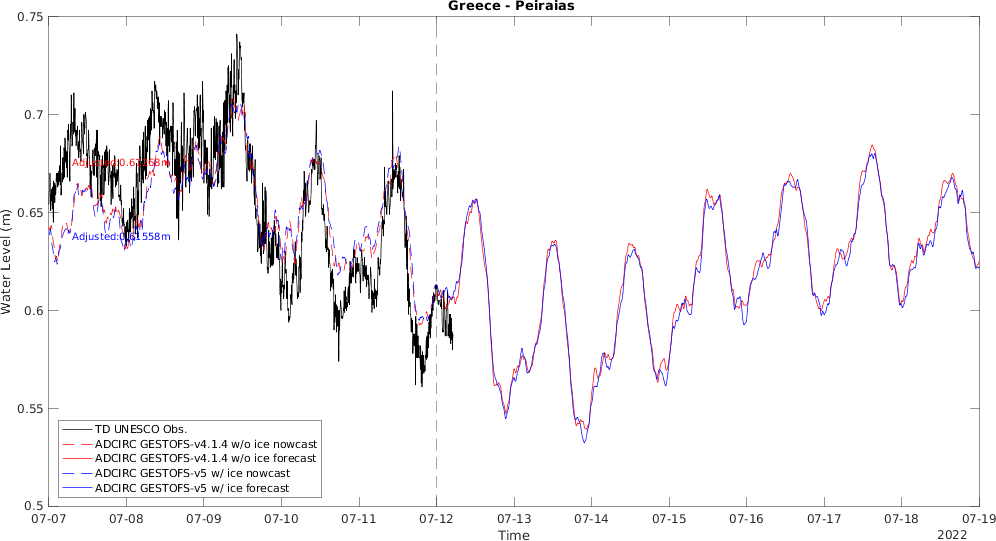 Greece - Peiraias
0.75
0.7
0.65
0.6
0.55
0.5
Water Level (m)
Adjusted:0.61558m
TD UNESCO Obs.
ADCIRC GESTOFS-v4.1.4 w/o ice nowcast
ADCIRC GESTOFS-v4.1.4 w/o ice forecast
ADCIRC GESTOFS-v5 w/ ice nowcast
ADCIRC GESTOFS-v5 w/ ice forecast
07-07 07-08 07-09 07-10 07-11 07-12 07-13 07-14 07-15 07-16 07-17 07-18 07-19
Time
2022